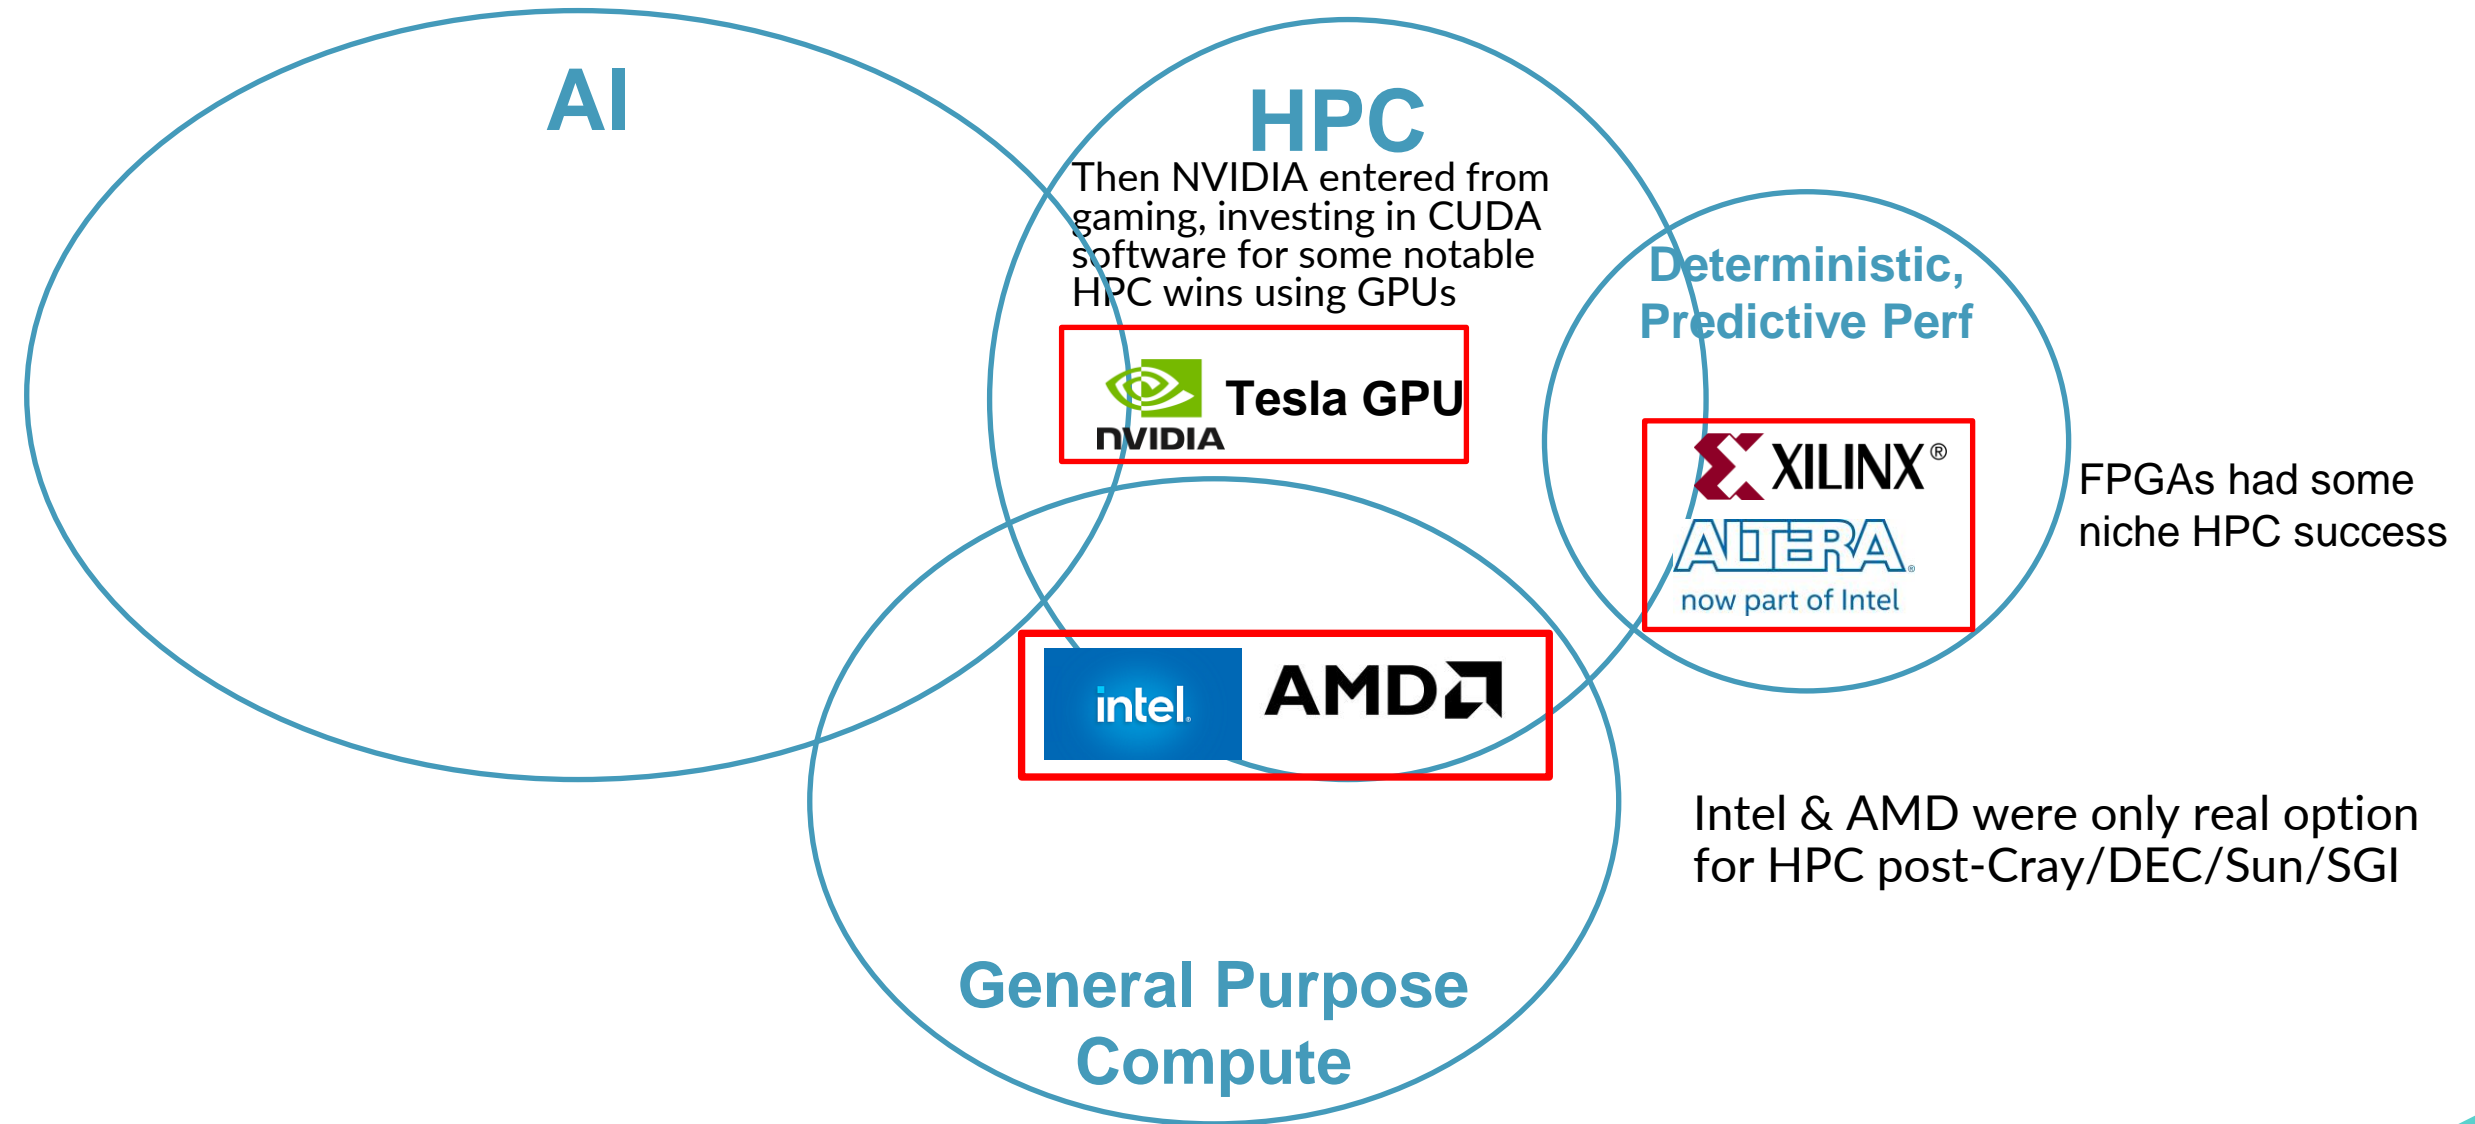 AI
HPC
Then NVIDIA entered from
gaming, investing in CUDA
software for some notable
HPC wins using GPUs
NVIDIA
Tesla GPU
Deterministic,
Predictive Perf
XILINX®
ALTERA®
now part of Intel
FPGAs had some
niche HPC success
intel.
AMD
Intel & AMD were only real option
for HPC post-Cray/DEC/Sun/SGI
General Purpose
Compute